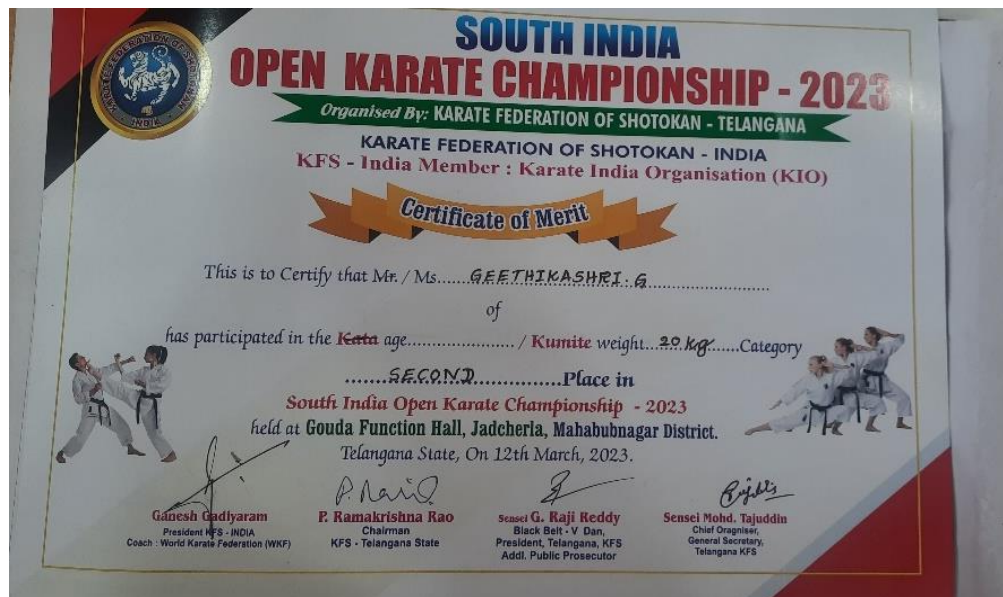 SOUTH INDIA
OPEN KARATE CHAMPIONSHIP - 2023
Organised By: KARATE FEDERATION OF SHOTOKAN - TELANGANA
KARATE FEDERATION OF SHOTOKAN - INDIA
KFS - India Member : Karate India Organisation (KIO)
Certificate of Merit
This is to Certify that Mr. / Ms......GEETHIKASHRI.G........................
of
has participated in the Kata age...................... / Kumite weight...20 kg......Category
.......SECOND..............Place in
South India Open Karate Championship - 2023
held at Gouda Function Hall, Jadcherla, Mahabubnagar District.
Telangana State, On 12th March, 2023.
P. Ravi
Ganesh Gadiyaram
President KFS - INDIA
Coach : World Karate Federation (WKF)
P. Ramakrishna Rao
Chairman
KFS - Telangana State
Sensei G. Raji Reddy
Black Belt - V Dan,
President, Telangana, KFS
Addl. Public Prosecutor
Sensei Mohd. Tajuddin
Chief Oragniser,
General Secretary,
Telangana KFS